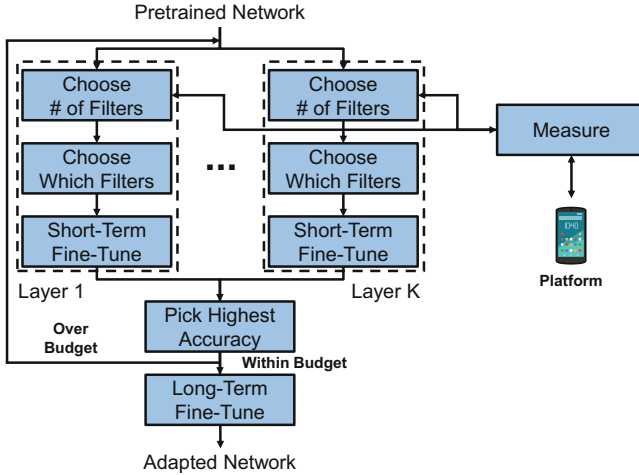 Pretrained Network
Choose
# of Filters
Choose
# of Filters
Measure
Choose
Which Filters
...
Choose
Which Filters
Short-Term
Fine-Tune
Short-Term
Fine-Tune
10:40
Platform
Layer 1
Layer K
Pick Highest
Accuracy
Over
Budget
Within Budget
Long-Term
Fine-Tune
Adapted Network